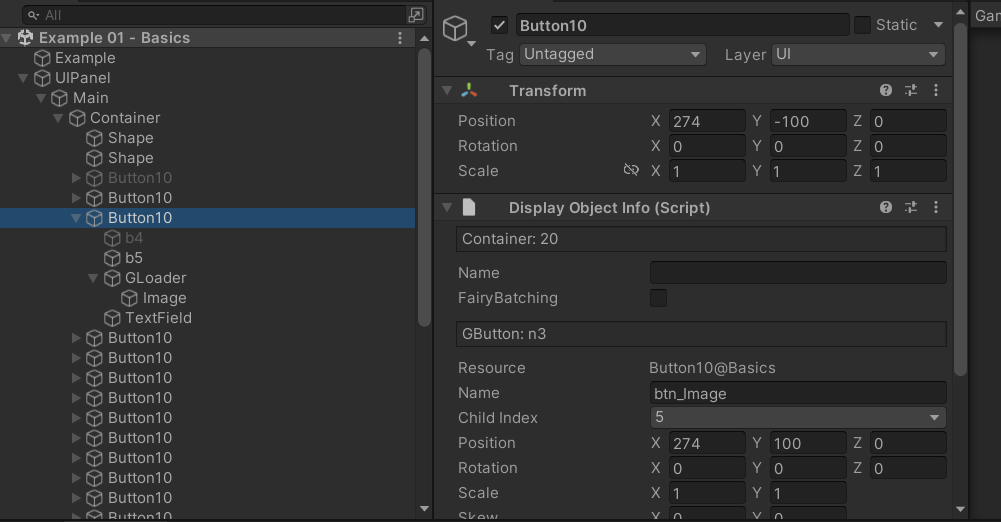 All
Example 01 - Basics
Example
UIPanel
Main
Container
Shape
Shape
Button10
Button10
Button10
b4
b5
GLoader
Image
TextField
Button10
Button10
Button10
Button10
Button10
Button10
Button10
Button10
Button10
Button10
Button10
Static
Tag Untagged Layer UI
Transform
Position X 274 Y -100 Z 0
Rotation X 0 Y 0 Z 0
Scale X 1 Y 1 Z 1
Display Object Info (Script)
Container: 20
Name
FairyBatching
GButton: n3
Resource Button10@Basics
Name btn_Image
Child Index 5
Position X 274 Y 100 Z 0
Rotation X 0 Y 0 Z 0
Scale X 1 Y 1
Skew X 0 Y 0
Gar